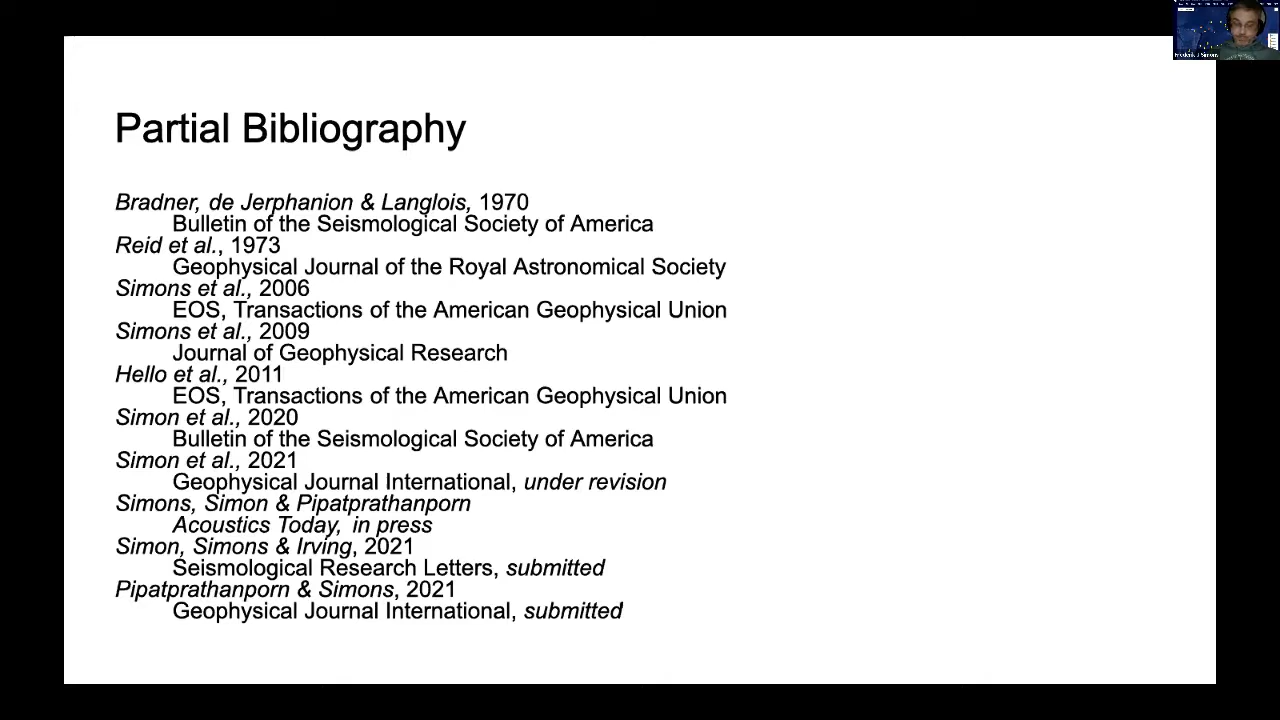 Partial Bibliography
Bradner, de Jerphanion & Langlois, 1970
Bulletin of the Seismological Society of America
Reid et al., 1973
Geophysical Journal of the Royal Astronomical Society
Simons et al., 2006
EOS, Transactions of the American Geophysical Union
Simons et al., 2009
Journal of Geophysical Research
Hello et al., 2011
EOS, Transactions of the American Geophysical Union
Simon et al., 2020
Bulletin of the Seismological Society of America
Simon et al., 2021
Geophysical Journal International, under revision
Simons, Simon & Pipatprathanporn
Acoustics Today, in press
Simon, Simons & Irving, 2021
Seismological Research Letters, submitted
Pipatprathanporn & Simons, 2021
Geophysical Journal International, submitted
Frederik J Simons